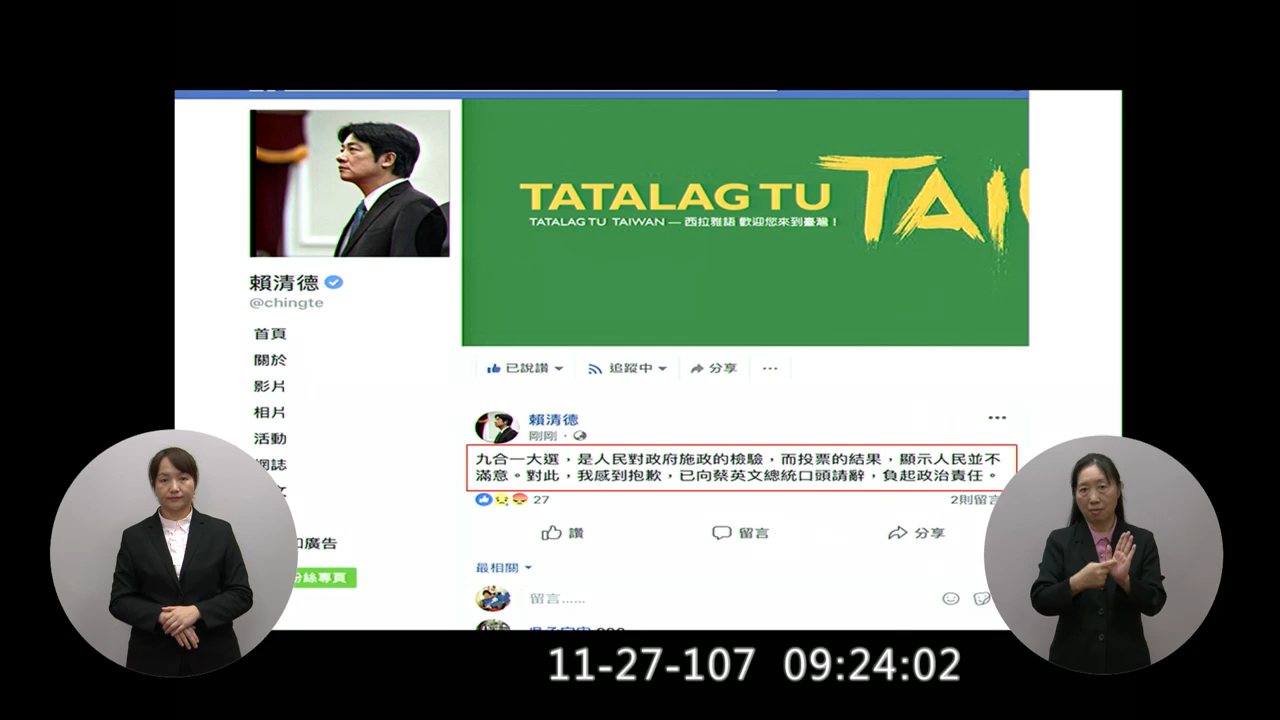 TATALAG TU TAI
TATALAG TU TAIWAN — 西拉雅語 歡迎您來到臺灣！
賴清德
@chingte
首頁
關於
影片
相片
活動
網誌
已說讚
追蹤中
分享
賴清德
剛剛
九合一大選，是人民對政府施政的檢驗，而投票的結果，顯示人民並不
滿意。對此，我感到抱歉，已向蔡英文總統口頭請辭，負起政治責任。
27
2則留言
讚
留言
分享
廣告
粉絲專頁
最相關
留言……
11-27-107 09:24:02